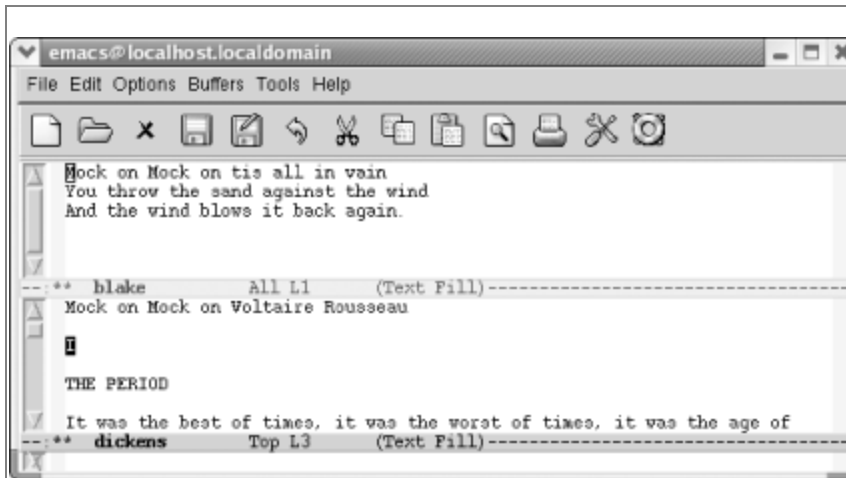 emacs@localhost.localdomain
File Edit Options Buffers Tools Help
Mock on Mock on tis all in vain
You throw the sand against the wind
And the wind blows it back again.
--:** blake All L1 (Text Fill)--------------------------------
Mock on Mock on Voltaire Rousseau
I
THE PERIOD
It was the best of times, it was the worst of times, it was the age of
--:** dickens Top L3 (Text Fill)--------------------------------